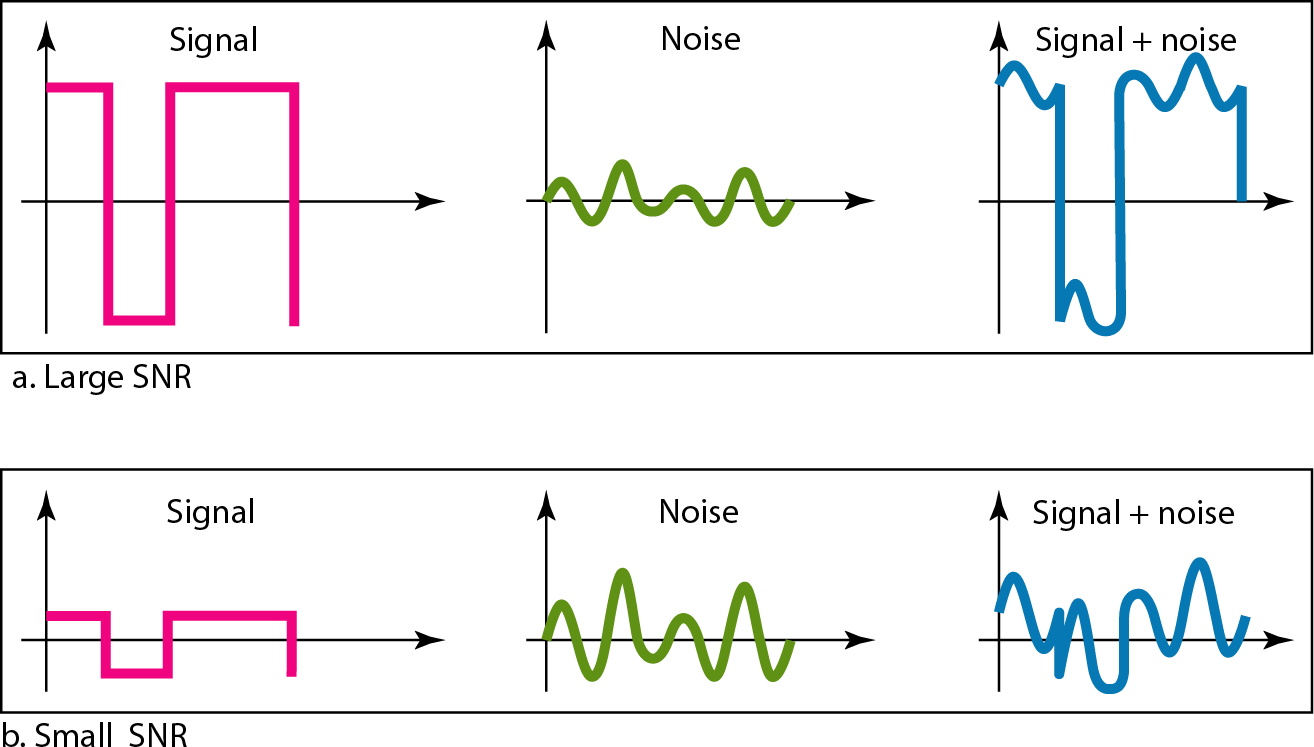 Signal
Noise
Signal + noise
a. Large SNR
Signal
Noise
Signal + noise
b. Small SNR